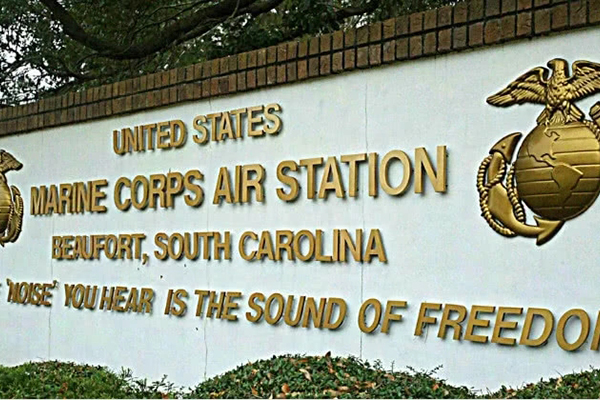 UNITED STATES
MARINE CORPS AIR STATION
BEAUFORT, SOUTH CAROLINA
"NOISE" YOU HEAR IS THE SOUND OF FREEDO